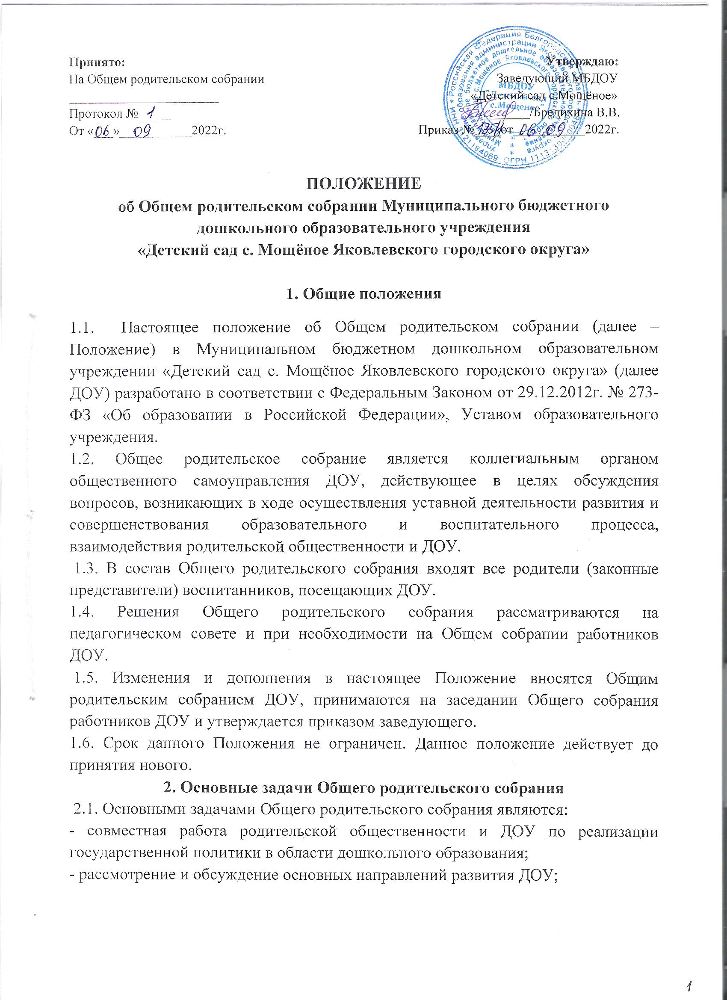 Принято:
На Общем родительском собрании
Протокол № 1
От «06» 09 2022г.
Утверждаю:
Заведующий МБДОУ
«Детский сад с.Мощёное»
/Бредихина В.В.
Приказ № от 06 09 2022г.
МБДОУ
"Детский сад
с.Мощеное"
ПОЛОЖЕНИЕ
об Общем родительском собрании Муниципального бюджетного
дошкольного образовательного учреждения
«Детский сад с. Мощёное Яковлевского городского округа»
1. Общие положения
1.1. Настоящее положение об Общем родительском собрании (далее –
Положение) в Муниципальном бюджетном дошкольном образовательном
учреждении «Детский сад с. Мощёное Яковлевского городского округа» (далее
ДОУ) разработано в соответствии с Федеральным Законом от 29.12.2012г. № 273-
ФЗ «Об образовании в Российской Федерации», Уставом образовательного
учреждения.
1.2. Общее родительское собрание является коллегиальным органом
общественного самоуправления ДОУ, действующее в целях обсуждения
вопросов, возникающих в ходе осуществления уставной деятельности развития и
совершенствования образовательного и воспитательного процесса,
взаимодействия родительской общественности и ДОУ.
1.3. В состав Общего родительского собрания входят все родители (законные
представители) воспитанников, посещающих ДОУ.
1.4. Решения Общего родительского собрания рассматриваются на
педагогическом совете и при необходимости на Общем собрании работников
ДОУ.
1.5. Изменения и дополнения в настоящее Положение вносятся Общим
родительским собранием ДОУ, принимаются на заседании Общего собрания
работников ДОУ и утверждается приказом заведующего.
1.6. Срок данного Положения не ограничен. Данное положение действует до
принятия нового.
2. Основные задачи Общего родительского собрания
2.1. Основными задачами Общего родительского собрания являются:
- совместная работа родительской общественности и ДОУ по реализации
государственной политики в области дошкольного образования;
- рассмотрение и обсуждение основных направлений развития ДОУ;
1